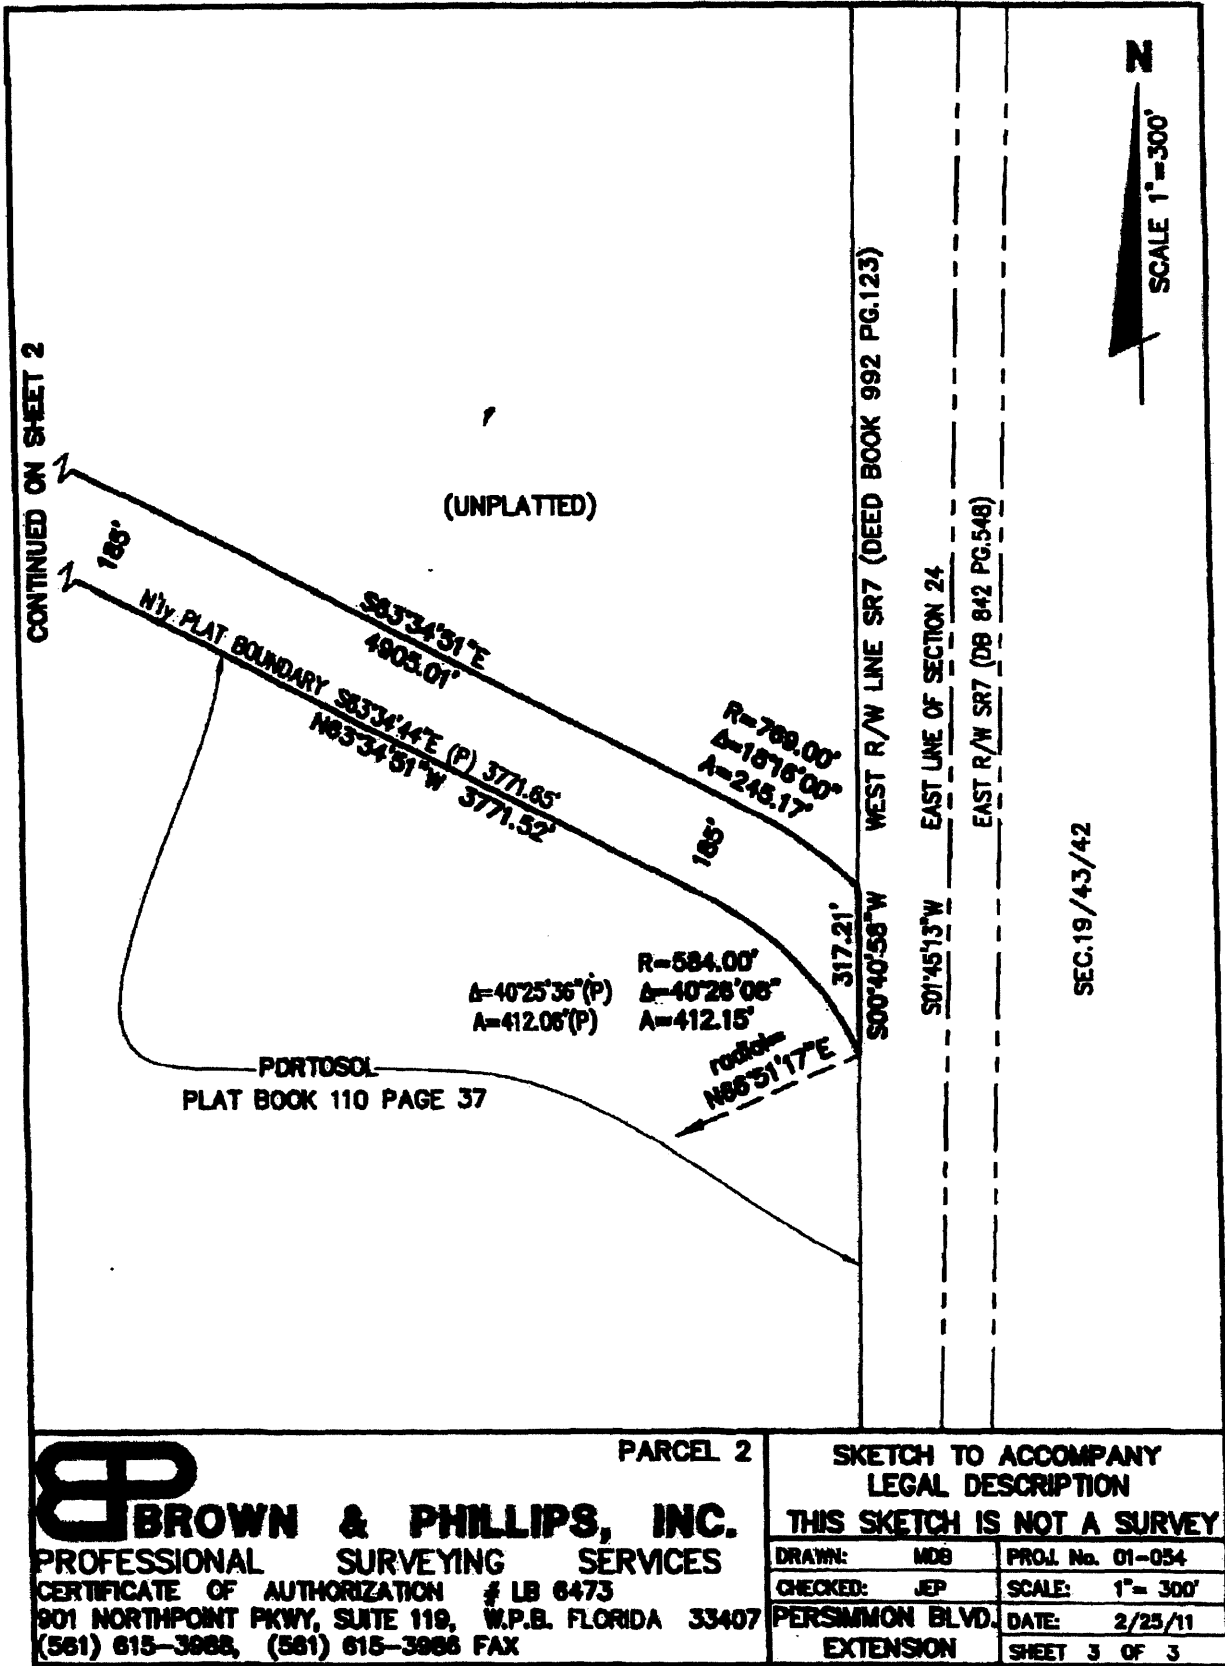 N
SCALE 1"=300'
CONTINUED ON SHEET 2
(UNPLATTED)
185'
S63°34'51"E
4905.01'
N'ly PLAT BOUNDARY S63°34'44"E (P) 3771.65'
N63°34'51"W 3771.52'
R=769.00'
Δ=18°16'00"
A=245.17'
185'
WEST R/W LINE SR7 (DEED BOOK 992 PG.123)
EAST LINE OF SECTION 24
EAST R/W SR7 (DB 842 PG.548)
317.21'
S00°40'58"W
S01°45'13"W
SEC.19/43/42
R=584.00'
Δ=40°25'36"(P) Δ=40°26'08"
A=412.06'(P) A=412.15'
radial=
N66°51'17"E
PORTOSOL
PLAT BOOK 110 PAGE 37
PARCEL 2
BP
BROWN & PHILLIPS, INC.
PROFESSIONAL SURVEYING SERVICES
CERTIFICATE OF AUTHORIZATION # LB 6473
901 NORTHPOINT PKWY, SUITE 119, W.P.B. FLORIDA 33407
(561) 615-3988, (561) 615-3986 FAX
SKETCH TO ACCOMPANY
LEGAL DESCRIPTION
THIS SKETCH IS NOT A SURVEY
DRAWN: MDB PROJ. No. 01-054
CHECKED: JEP SCALE: 1"= 300'
PERSIMMON BLVD. DATE: 2/25/11
EXTENSION SHEET 3 OF 3